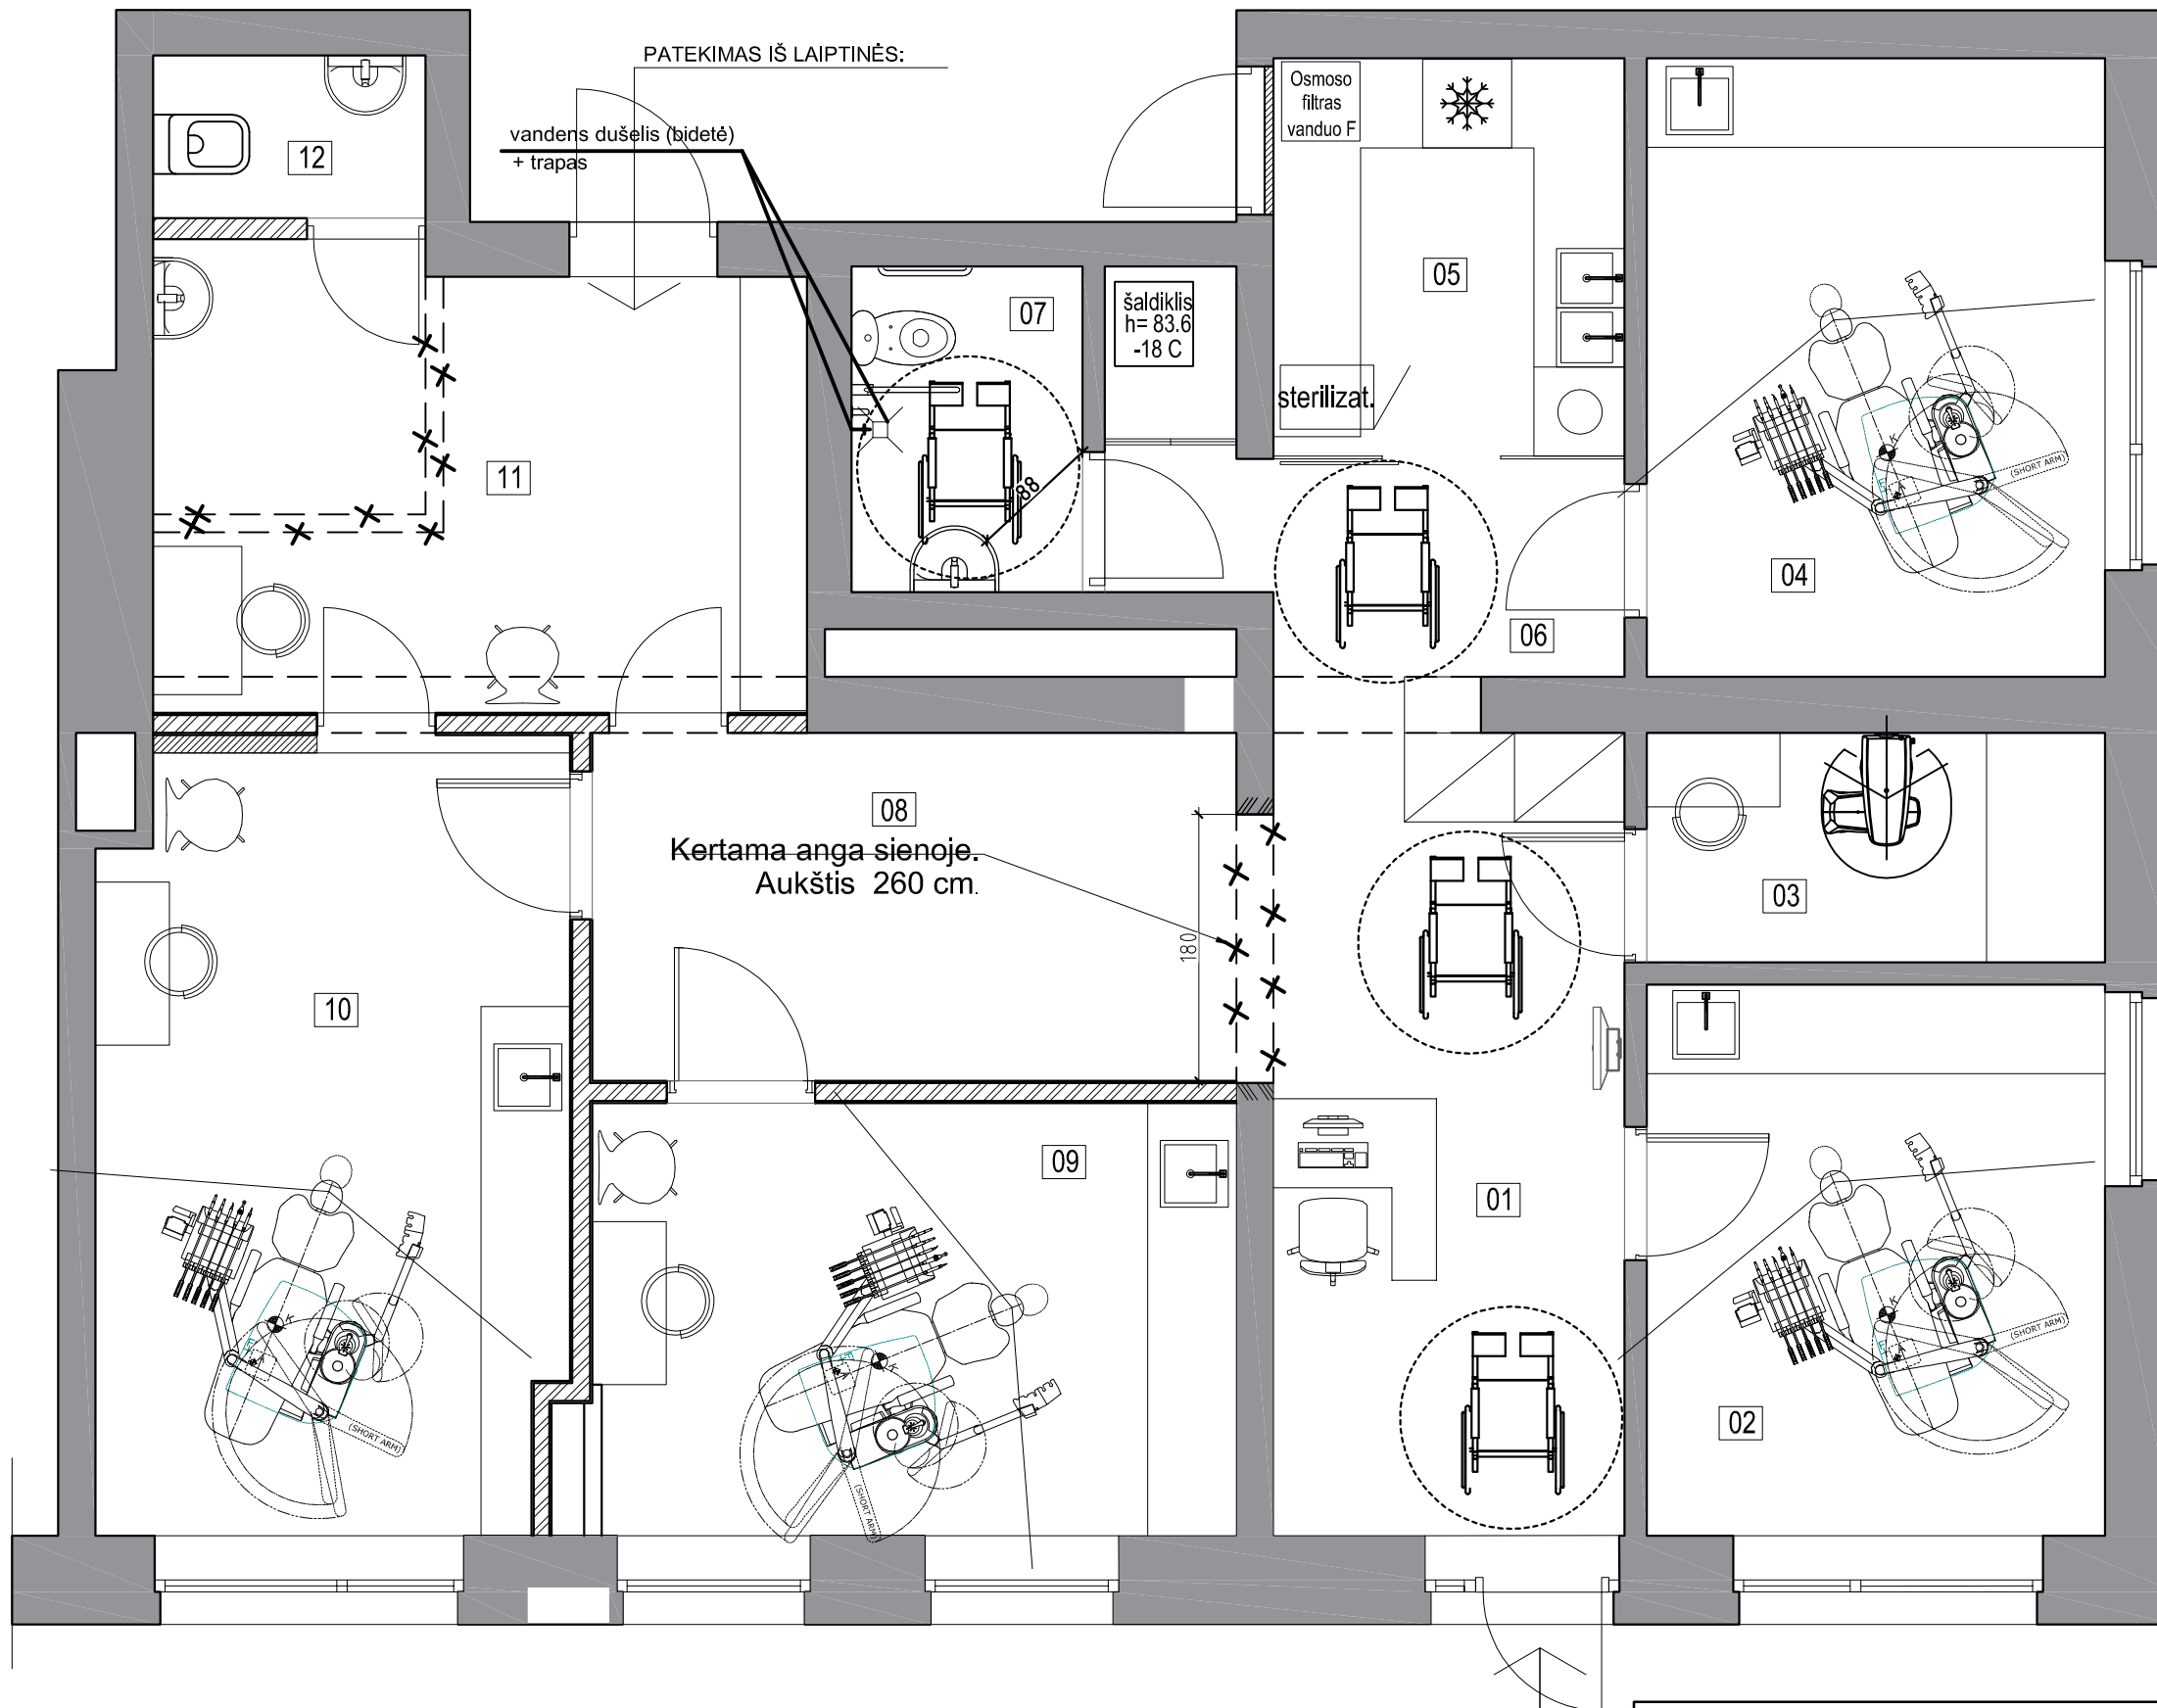 PATEKIMAS IŠ LAIPTINĖS:
vandens dušelis (bidetė)
+ trapas
Osmoso
filtras
vanduo F
12
05
07
šaldiklis
h= 83.6
-18 C
sterilizat.
11
88
(SHORT ARM)
04
06
08
Kertama anga sienoje.
Aukštis 260 cm.
180
03
10
09
01
(SHORT ARM)
02
(SHORT ARM)
(SHORT ARM)